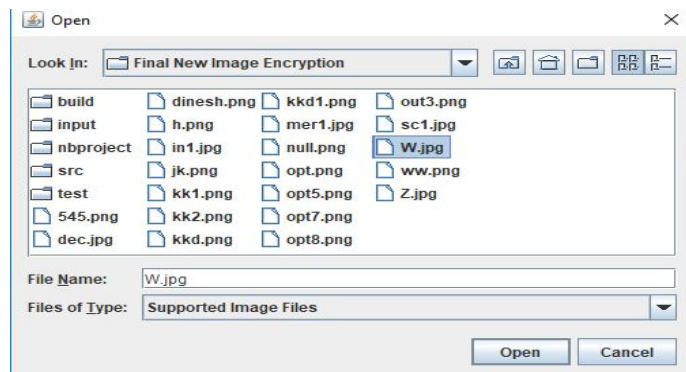 Open
Look In: Final New Image Encryption
build dinesh.png kkd1.png out3.png
input h.png mer1.jpg sc1.jpg
nbproject in1.jpg null.png W.jpg
src jk.png opt.png ww.png
test kk1.png opt5.png Z.jpg
545.png kk2.png opt7.png
dec.jpg kkd.png opt8.png
File Name: W.jpg
Files of Type: Supported Image Files
Open Cancel